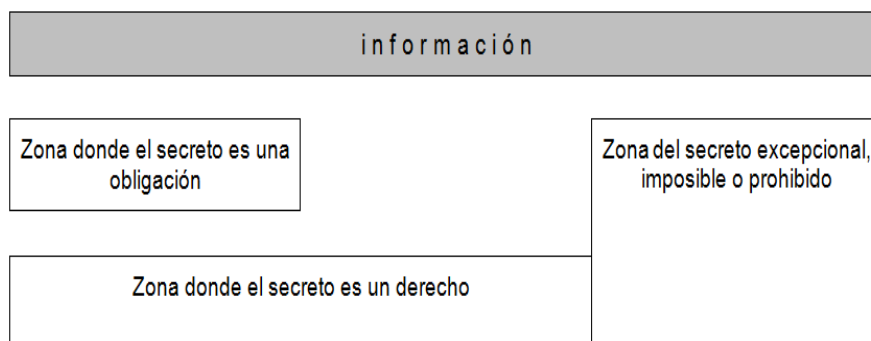 información
Zona donde el secreto es una
obligación
Zona del secreto excepcional,
imposible o prohibido
Zona donde el secreto es un derecho